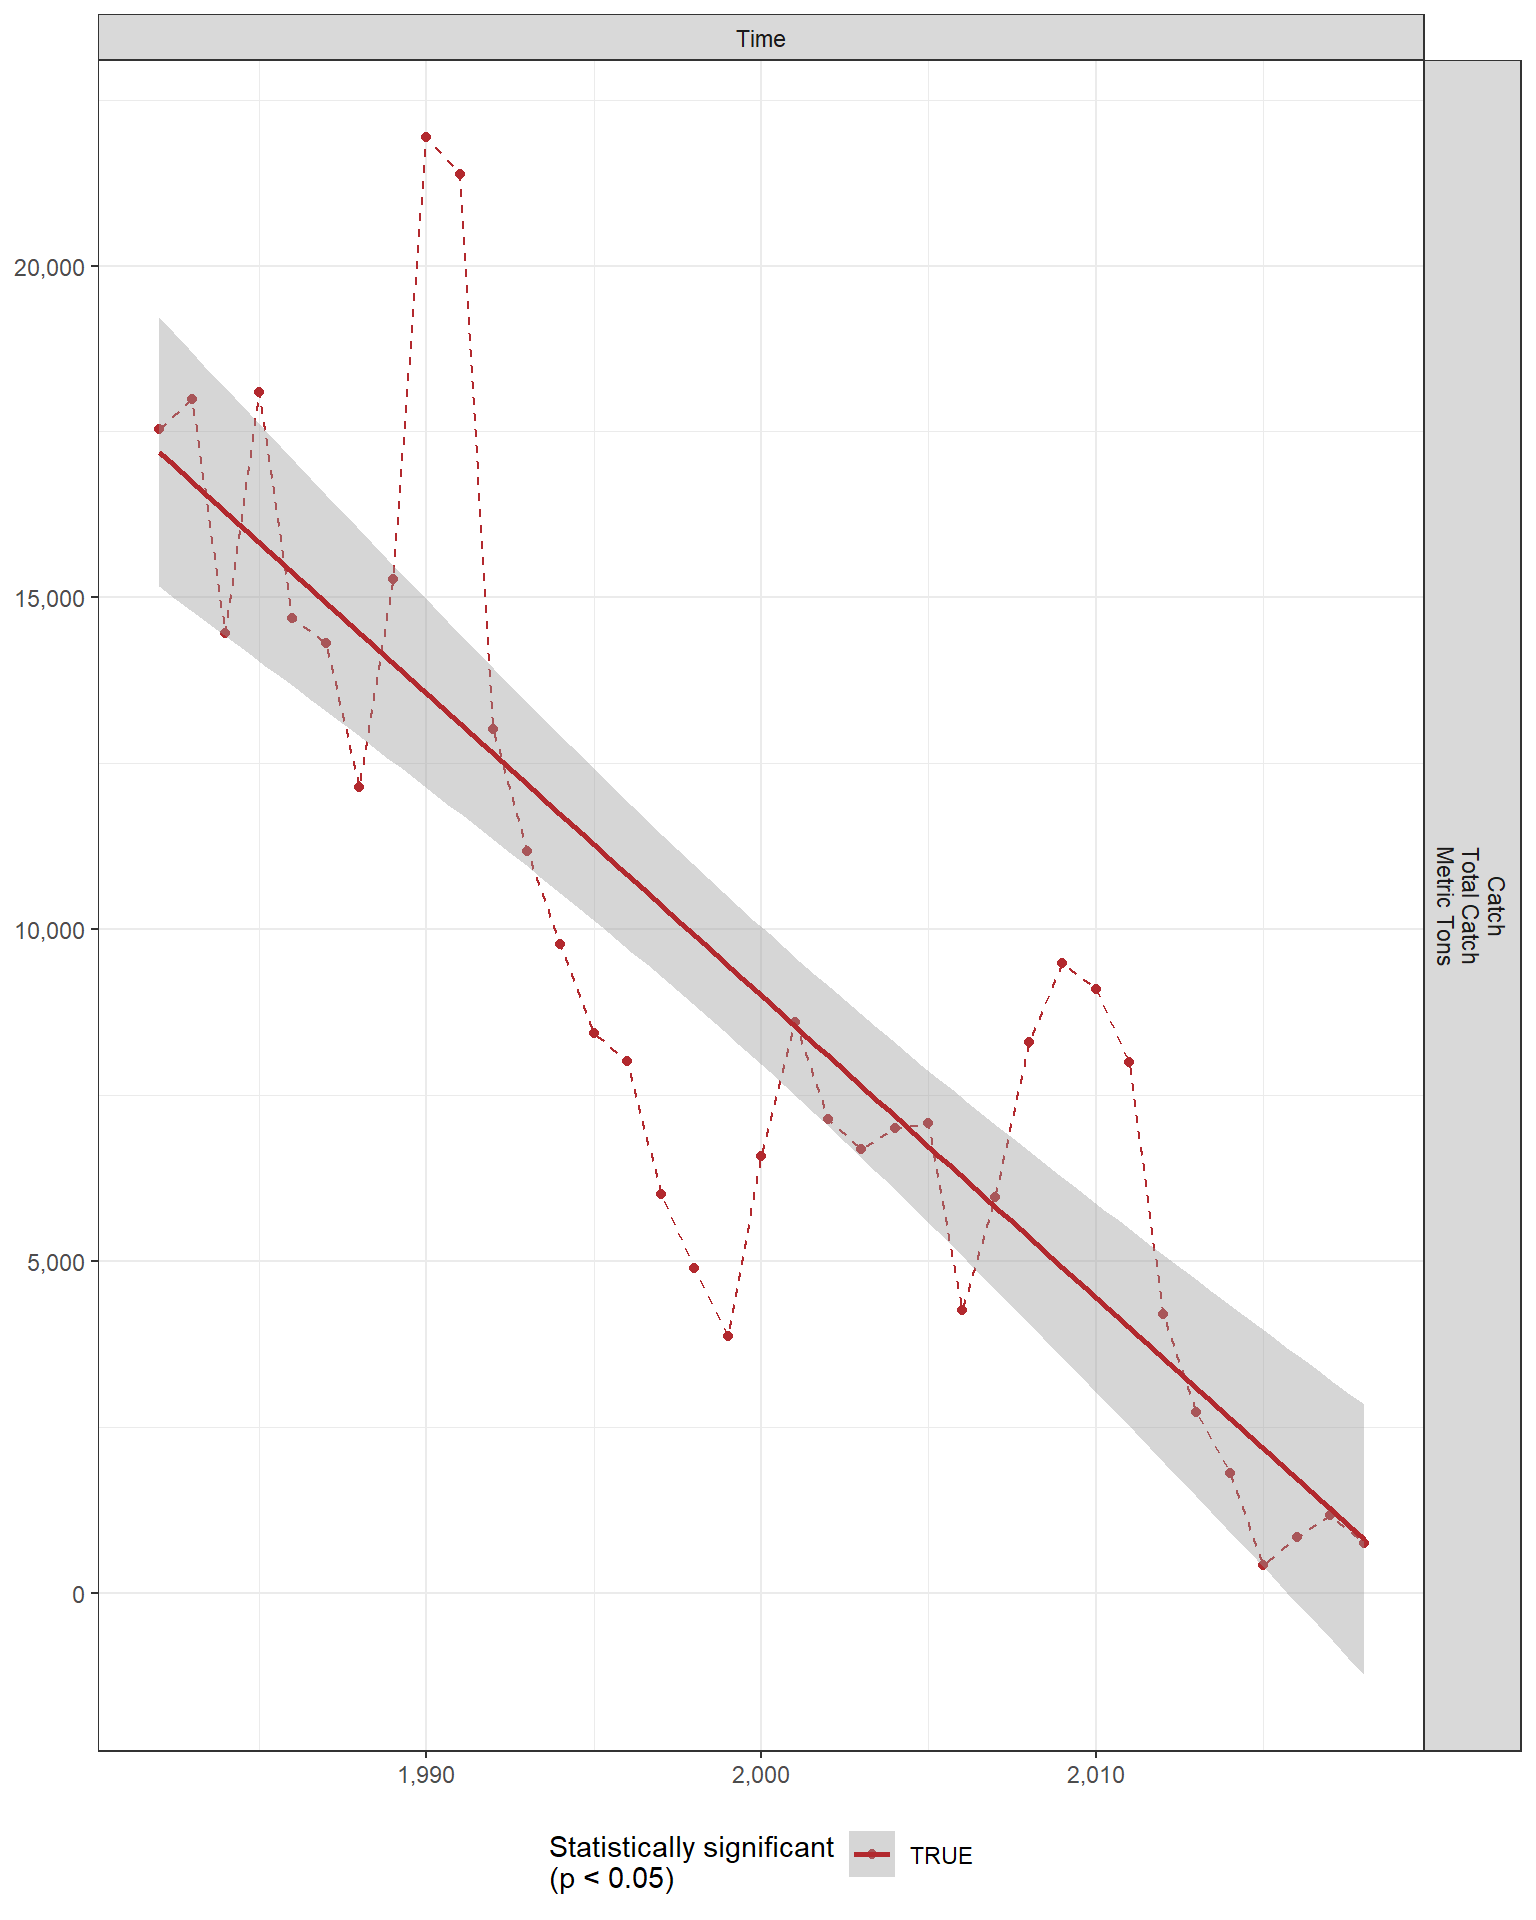 Time
20,000
15,000
10,000
5,000
0
Catch
Total Catch
Metric Tons
1,990
2,000
2,010
Statistically significant
(p < 0.05)
TRUE